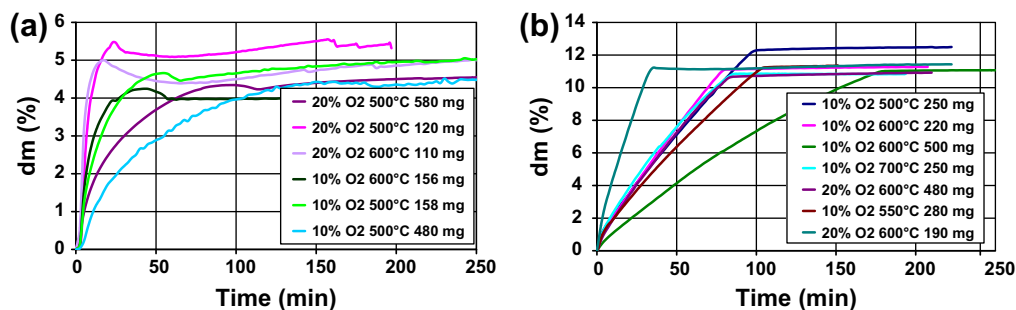 (a)
6
5
4
3
2
1
0
dm (%)
20% O2 500°C 580 mg
20% O2 500°C 120 mg
20% O2 600°C 110 mg
10% O2 600°C 156 mg
10% O2 500°C 158 mg
10% O2 500°C 480 mg
0 50 100 150 200 250
Time (min)
(b)
14
12
10
8
6
4
2
0
dm (%)
10% O2 500°C 250 mg
10% O2 600°C 220 mg
10% O2 600°C 500 mg
10% O2 700°C 250 mg
20% O2 600°C 480 mg
10% O2 550°C 280 mg
20% O2 600°C 190 mg
0 50 100 150 200 250
Time (min)